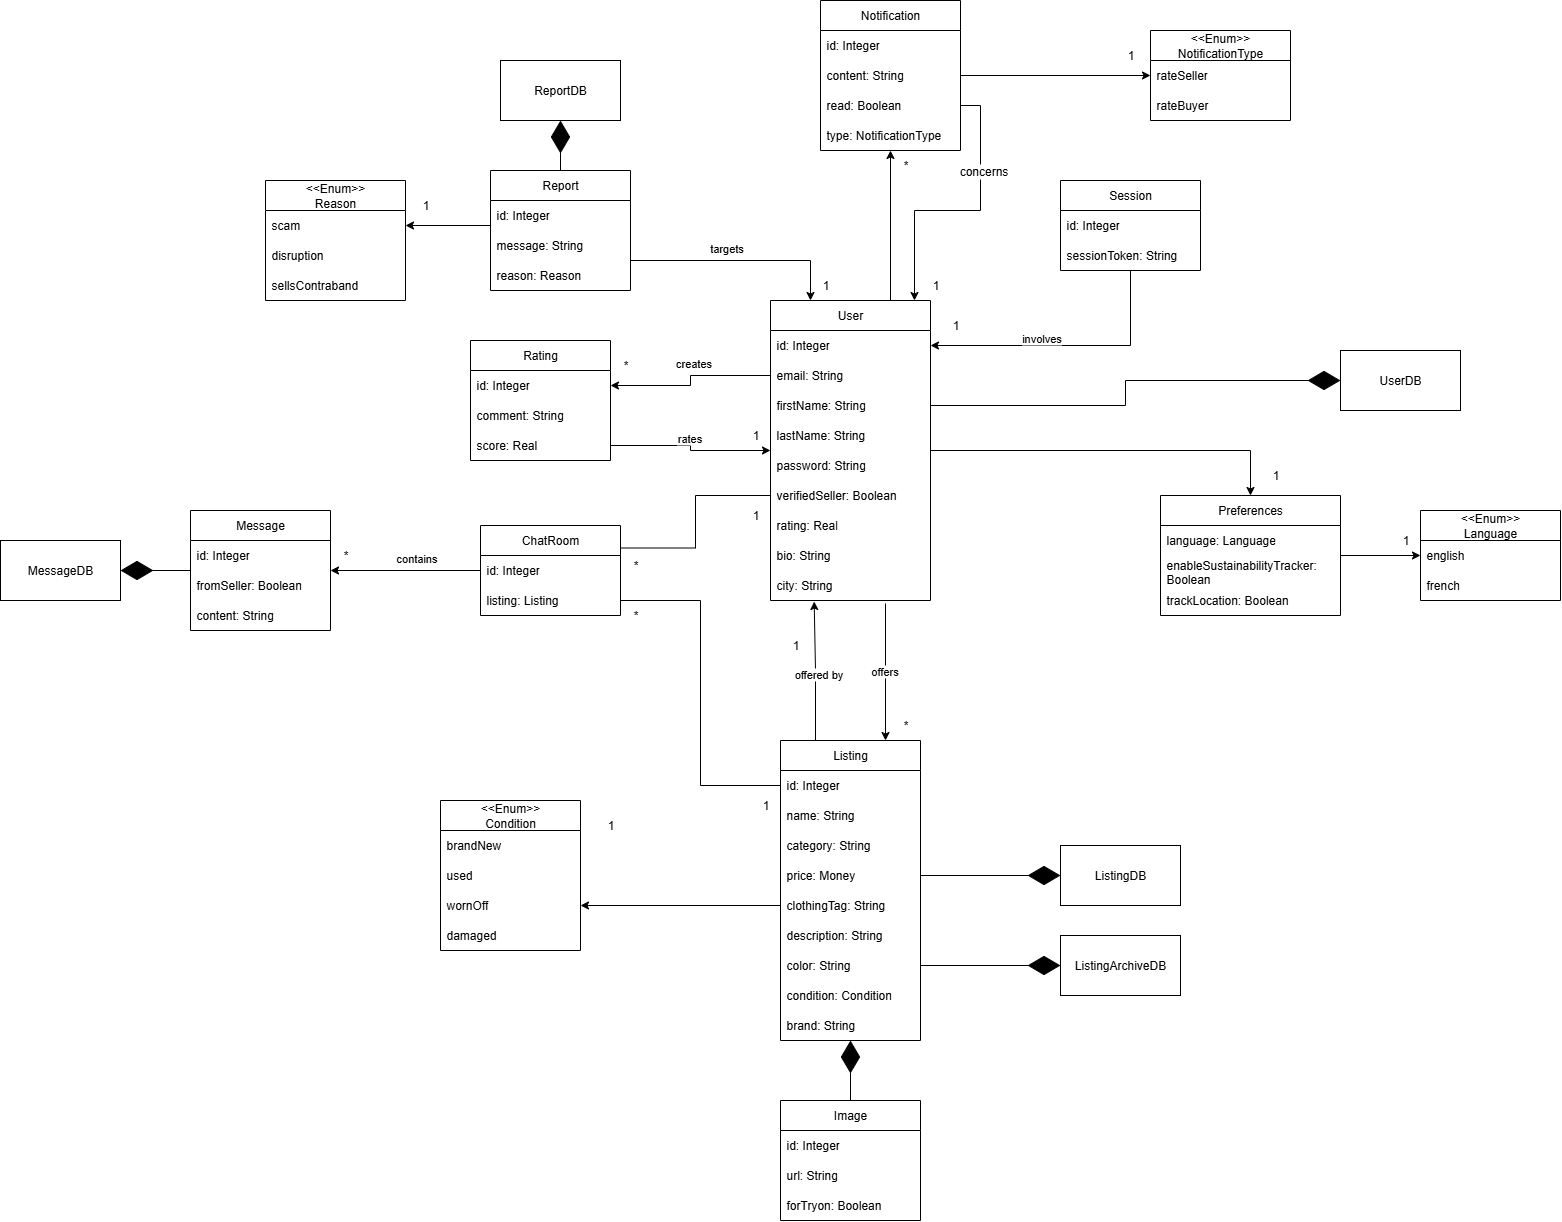 Notification
id: Integer
content: String
read: Boolean
type: NotificationType
*
concerns
1
<<Enum>>
NotificationType
rateSeller
rateBuyer
ReportDB
Report
id: Integer
message: String
reason: Reason
1
<<Enum>>
Reason
scam
disruption
sellsContraband
targets
1
1
Session
id: Integer
sessionToken: String
1
involves
User
id: Integer
email: String
firstName: String
lastName: String
password: String
verifiedSeller: Boolean
rating: Real
bio: String
city: String
Rating
id: Integer
comment: String
score: Real
*
creates
rates
1
UserDB
1
Preferences
language: Language
enableSustainabilityTracker:
Boolean
trackLocation: Boolean
1
<<Enum>>
Language
english
french
MessageDB
Message
id: Integer
fromSeller: Boolean
content: String
*
contains
ChatRoom
id: Integer
listing: Listing
1
*
*
1
offered by
offers
*
Listing
id: Integer
name: String
category: String
price: Money
clothingTag: String
description: String
color: String
condition: Condition
brand: String
1
<<Enum>>
Condition
brandNew
used
wornOff
damaged
1
ListingDB
ListingArchiveDB
Image
id: Integer
url: String
forTryon: Boolean